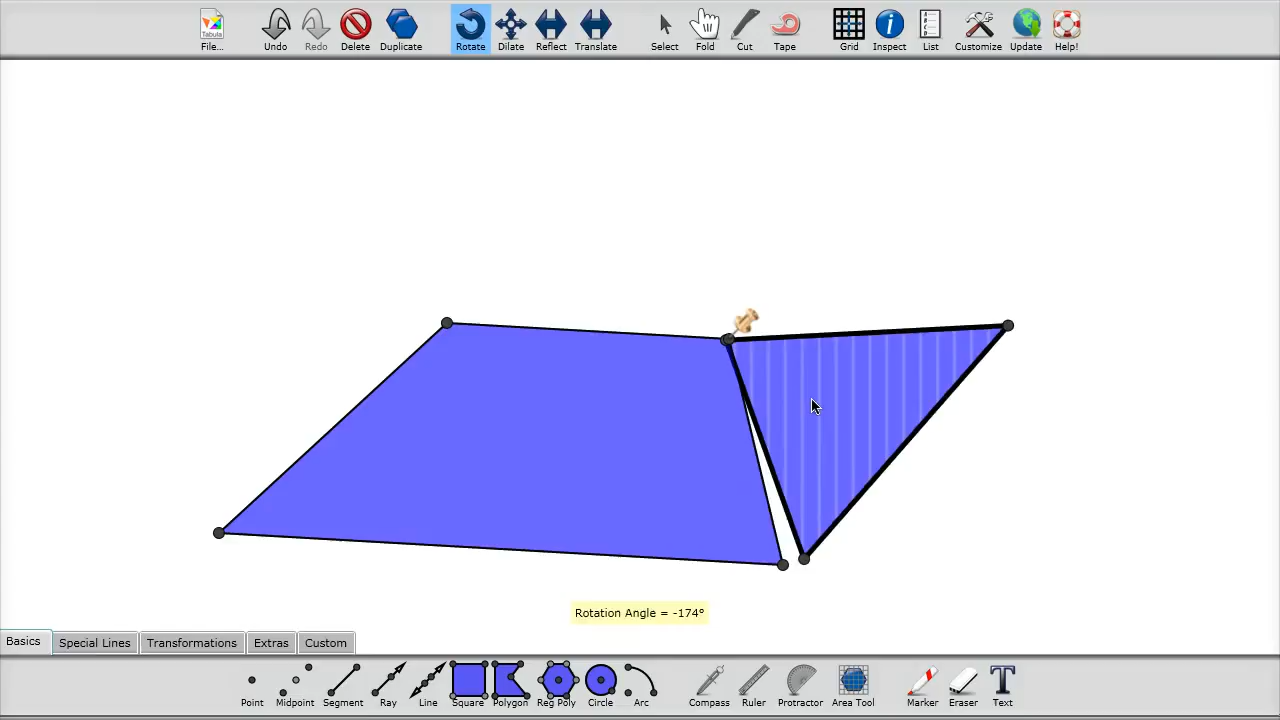 Tabula
File... Undo Redo Delete Duplicate Rotate Dilate Reflect Translate Select Fold Cut Tape Grid Inspect List Customize Update Help!
Rotation Angle = -174°
Basics Special Lines Transformations Extras Custom
Point Midpoint Segment Ray Line Square Polygon Reg Poly Circle Arc Compass Ruler Protractor Area Tool Marker Eraser Text